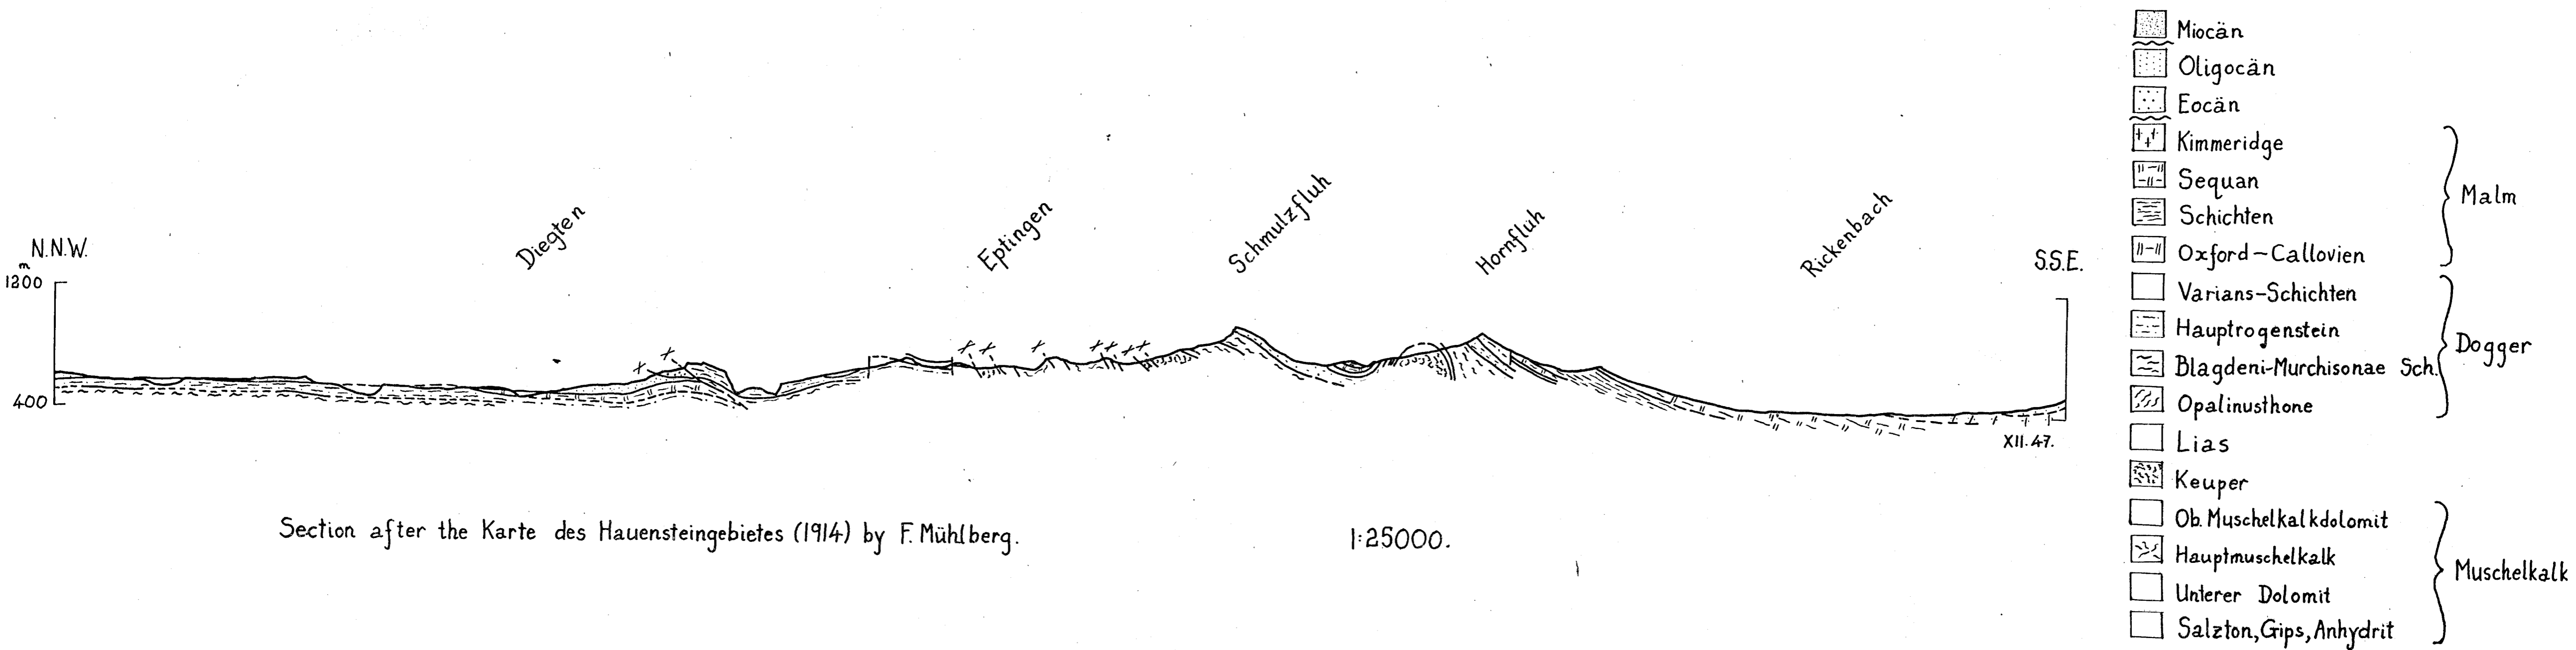 N.N.W.
m
1200
400
Diegten
Eptingen
Schmulzfluh
Hornfluh
Rickenbach
S.S.E.
XII.47.
Section after the Karte des Hauensteingebietes (1914) by F. Mühlberg.
1:25000.
Miocän
Oligocän
Eocän
Kimmeridge
Sequan
Schichten
Oxford-Callovien
Malm
Varians-Schichten
Hauptrogenstein
Blagdeni-Murchisonae Sch.
Opalinusthone
Dogger
Lias
Keuper
Ob. Muschelkalkdolomit
Hauptmuschelkalk
Unterer Dolomit
Salzton, Gips, Anhydrit
Muschelkalk